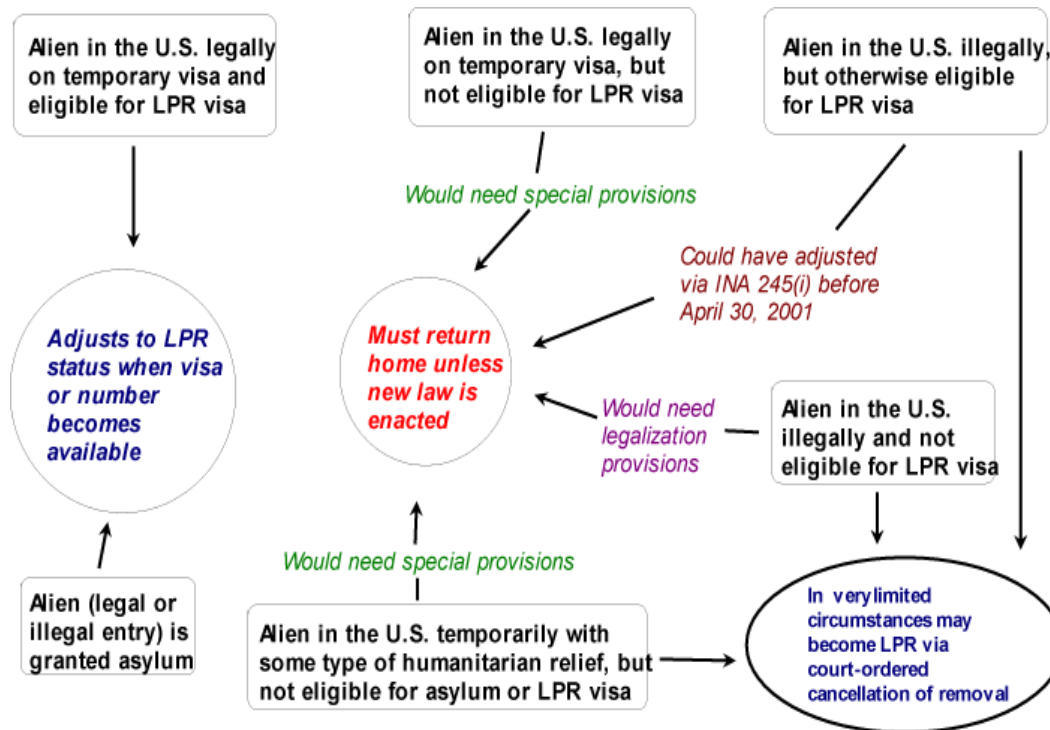 Alien in the U.S. legally
on temporary visa and
eligible for LPR visa
Alien in the U.S. legally
on temporary visa, but
not eligible for LPR visa
Alien in the U.S. illegally,
but otherwise eligible
for LPR visa
Would need special provisions
Could have adjusted
via INA 245(i) before
April 30, 2001
Adjusts to LPR
status when visa
or number
becomes
available
Must return
home unless
new law is
enacted
Would need
legalization
provisions
Alien in the U.S.
illegally and not
eligible for LPR visa
Would need special provisions
Alien (legal or
illegal entry) is
granted asylum
Alien in the U.S. temporarily with
some type of humanitarian relief, but
not eligible for asylum or LPR visa
In verylimited
circumstances may
become LPR via
court-ordered
cancellation of removal